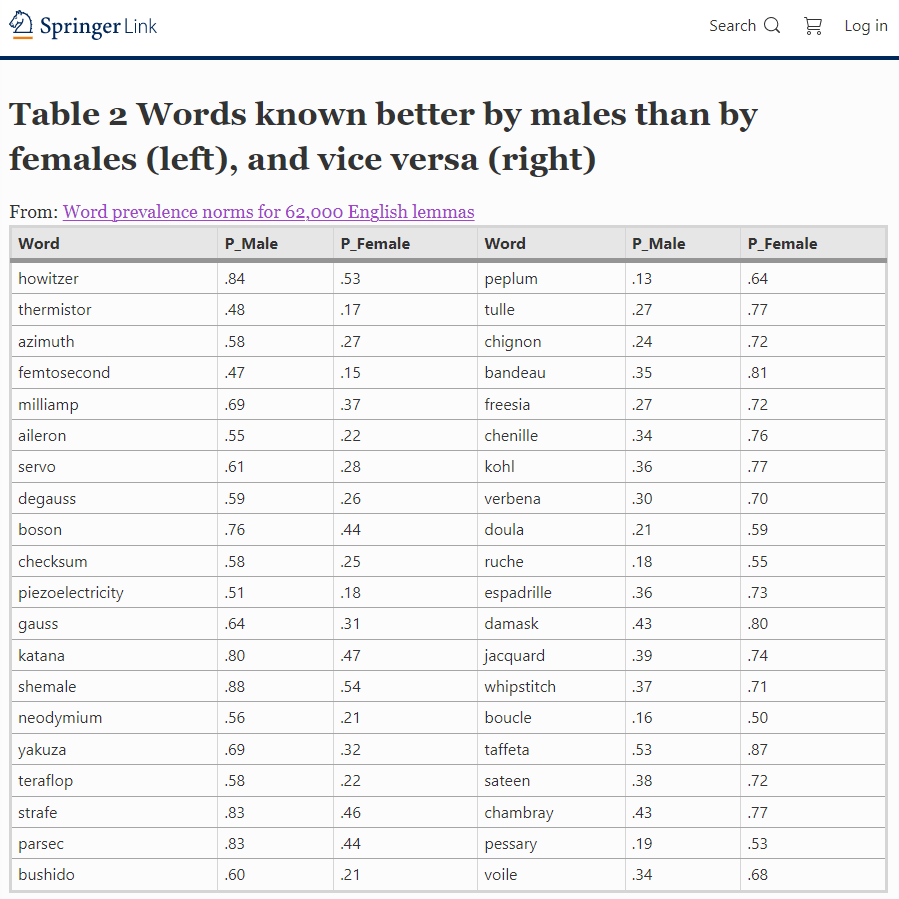 Springer Link Search Log in
Table 2 Words known better by males than by
females (left), and vice versa (right)
From: Word prevalence norms for 62,000 English lemmas
Word P_Male P_Female Word P_Male P_Female
howitzer .84 .53 peplum .13 .64
thermistor .48 .17 tulle .27 .77
azimuth .58 .27 chignon .24 .72
femtosecond .47 .15 bandeau .35 .81
milliamp .69 .37 freesia .27 .72
aileron .55 .22 chenille .34 .76
servo .61 .28 kohl .36 .77
degauss .59 .26 verbena .30 .70
boson .76 .44 doula .21 .59
checksum .58 .25 ruche .18 .55
piezoelectricity .51 .18 espadrille .36 .73
gauss .64 .31 damask .43 .80
katana .80 .47 jacquard .39 .74
shemale .88 .54 whipstitch .37 .71
neodymium .56 .21 boucle .16 .50
yakuza .69 .32 taffeta .53 .87
teraflop .58 .22 sateen .38 .72
strafe .83 .46 chambray .43 .77
parsec .83 .44 pessary .19 .53
bushido .60 .21 voile .34 .68